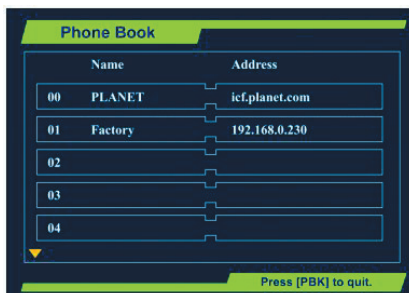 Phone Book
Name Address
00 PLANET icf.planet.com
01 Factory 192.168.0.230
02
03
04
Press [PBK] to quit.